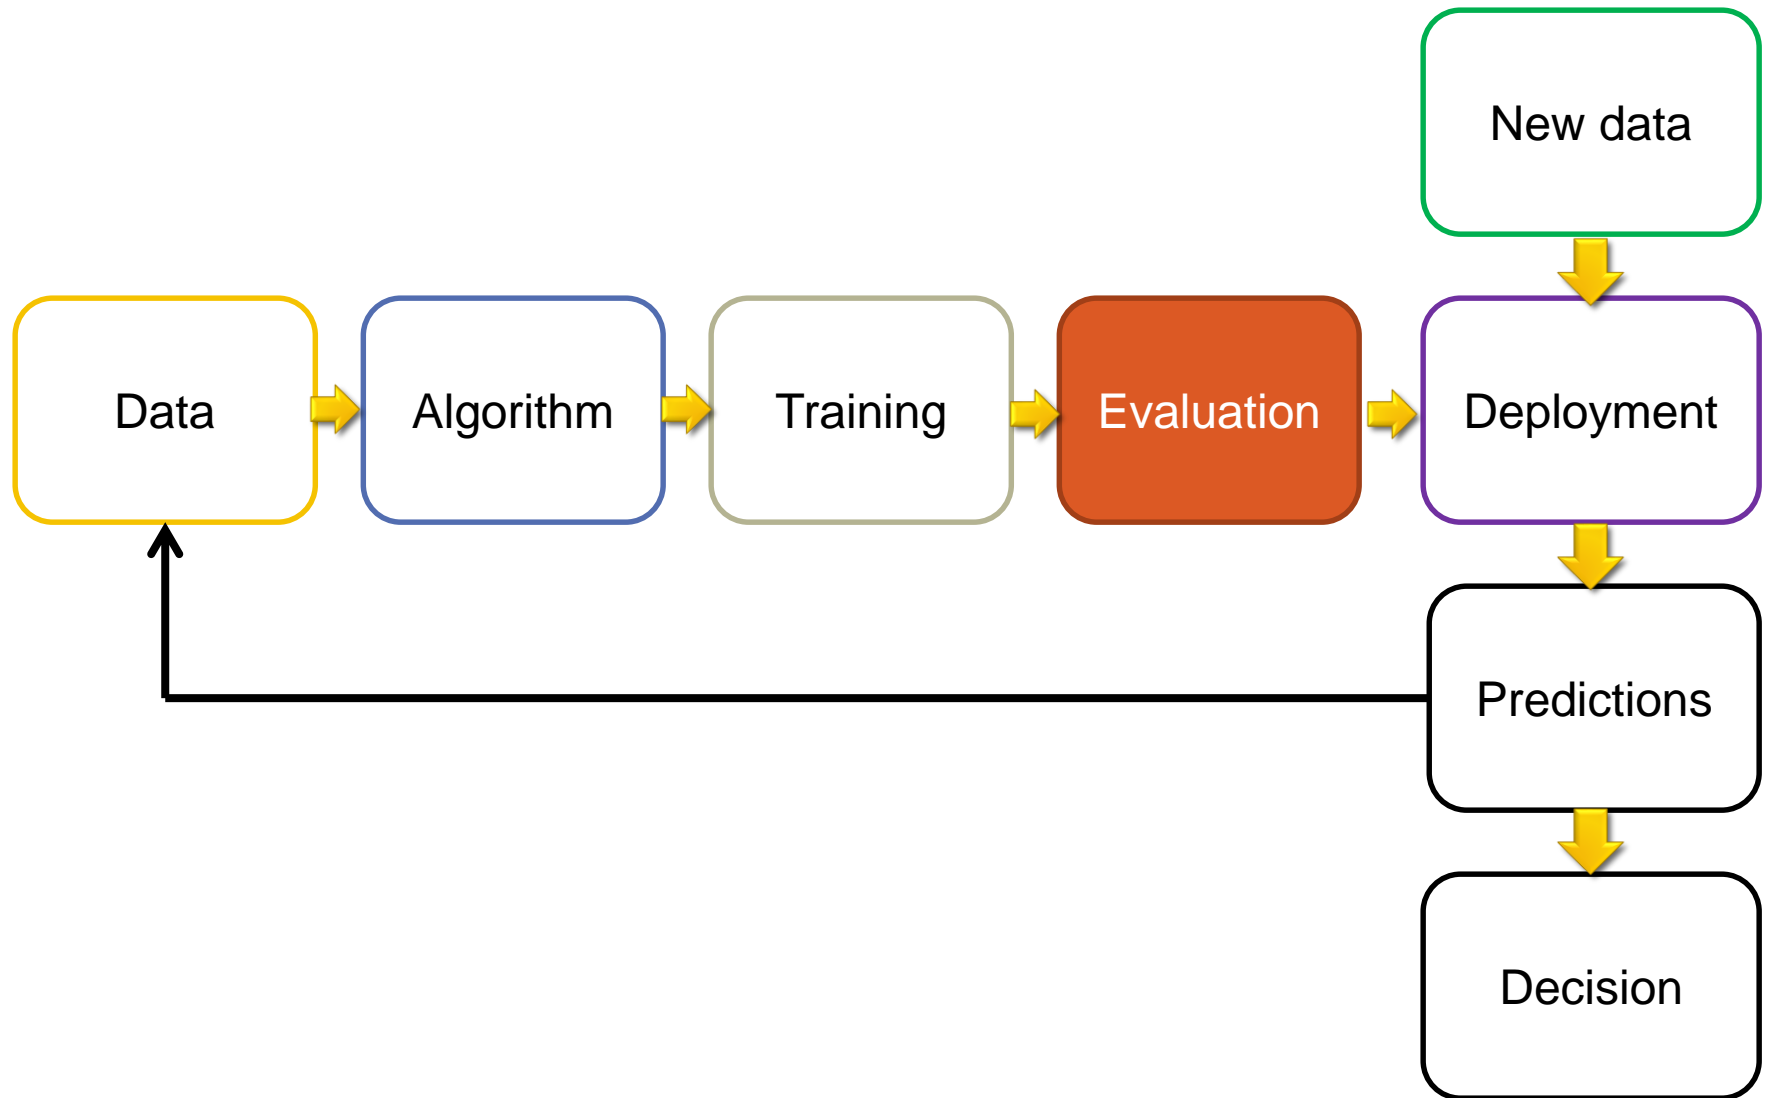 New data
Data
Algorithm
Training
Evaluation
Deployment
Predictions
Decision